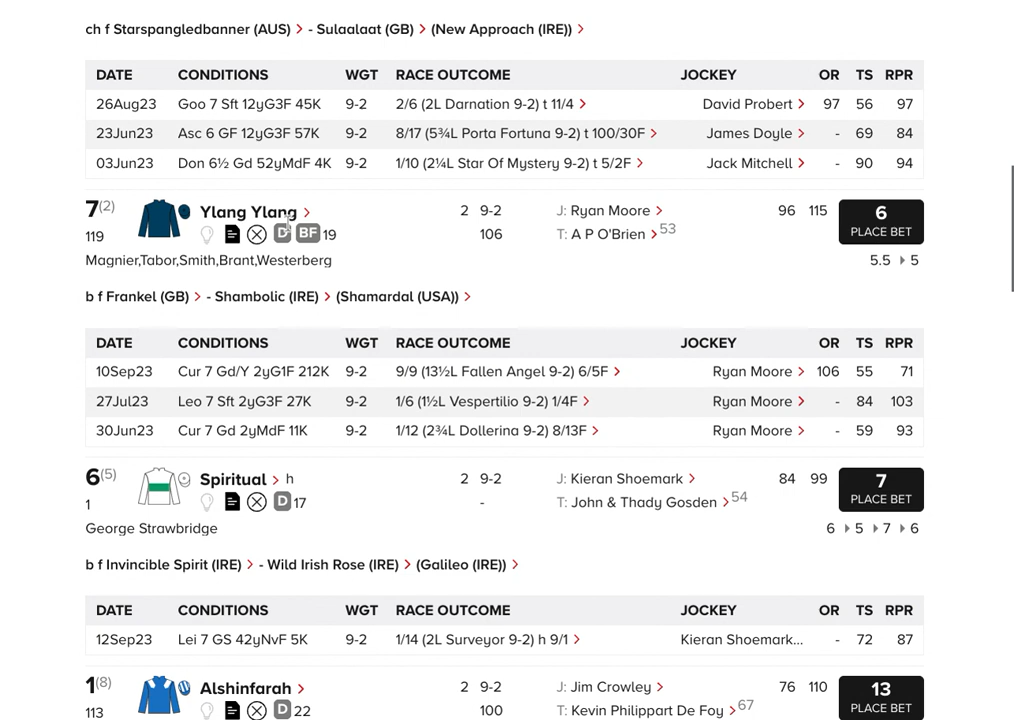 ch f Starspangledbanner (AUS) > - Sulaalaat (GB) > (New Approach (IRE)) >
DATE CONDITIONS WGT RACE OUTCOME JOCKEY OR TS RPR
26Aug23 Goo 7 Sft 12yG3F 45K 9-2 2/6 (2L Darnation 9-2) t 11/4 > David Probert > 97 56 97
23Jun23 Asc 6 GF 12yG3F 57K 9-2 8/17 (5¾L Porta Fortuna 9-2) t 100/30F > James Doyle > - 69 84
03Jun23 Don 6½ Gd 52yMdF 4K 9-2 1/10 (2¼L Star Of Mystery 9-2) t 5/2F > Jack Mitchell > - 90 94
7(2) Ylang Ylang > 2 9-2 J: Ryan Moore > 96 115 6
119 D BF 19 106 T: A P O'Brien > 53 PLACE BET
Magnier,Tabor,Smith,Brant,Westerberg 5.5 5
b f Frankel (GB) > - Shambolic (IRE) > (Shamardal (USA)) >
DATE CONDITIONS WGT RACE OUTCOME JOCKEY OR TS RPR
10Sep23 Cur 7 Gd/Y 2yG1F 212K 9-2 9/9 (13½L Fallen Angel 9-2) 6/5F > Ryan Moore > 106 55 71
27Jul23 Leo 7 Sft 2yG3F 27K 9-2 1/6 (1½L Vespertilio 9-2) 1/4F > Ryan Moore > - 84 103
30Jun23 Cur 7 Gd 2yMdF 11K 9-2 1/12 (2¾L Dollerina 9-2) 8/13F > Ryan Moore > - 59 93
6(5) Spiritual > h 2 9-2 J: Kieran Shoemark > 84 99 7
1 D 17 - T: John & Thady Gosden > 54 PLACE BET
George Strawbridge 6 5 7 6
b f Invincible Spirit (IRE) > - Wild Irish Rose (IRE) > (Galileo (IRE)) >
DATE CONDITIONS WGT RACE OUTCOME JOCKEY OR TS RPR
12Sep23 Lei 7 GS 42yNvF 5K 9-2 1/14 (2L Surveyor 9-2) h 9/1 > Kieran Shoemark... - 72 87
1(8) Alshinfarah > 2 9-2 J: Jim Crowley > 76 110 13
113 D 22 100 T: Kevin Philippart De Foy > 67 PLACE BET